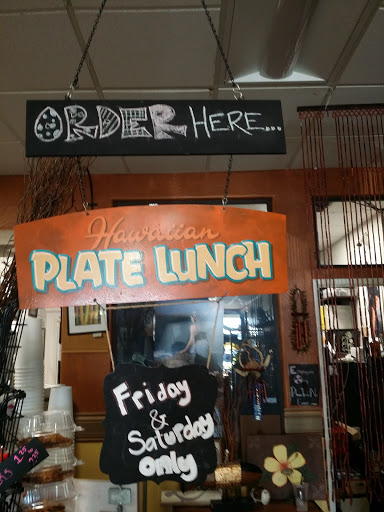 ORDER HERE...
Hawaiian
PLATE LUNCH
Friday
&
Saturday
only